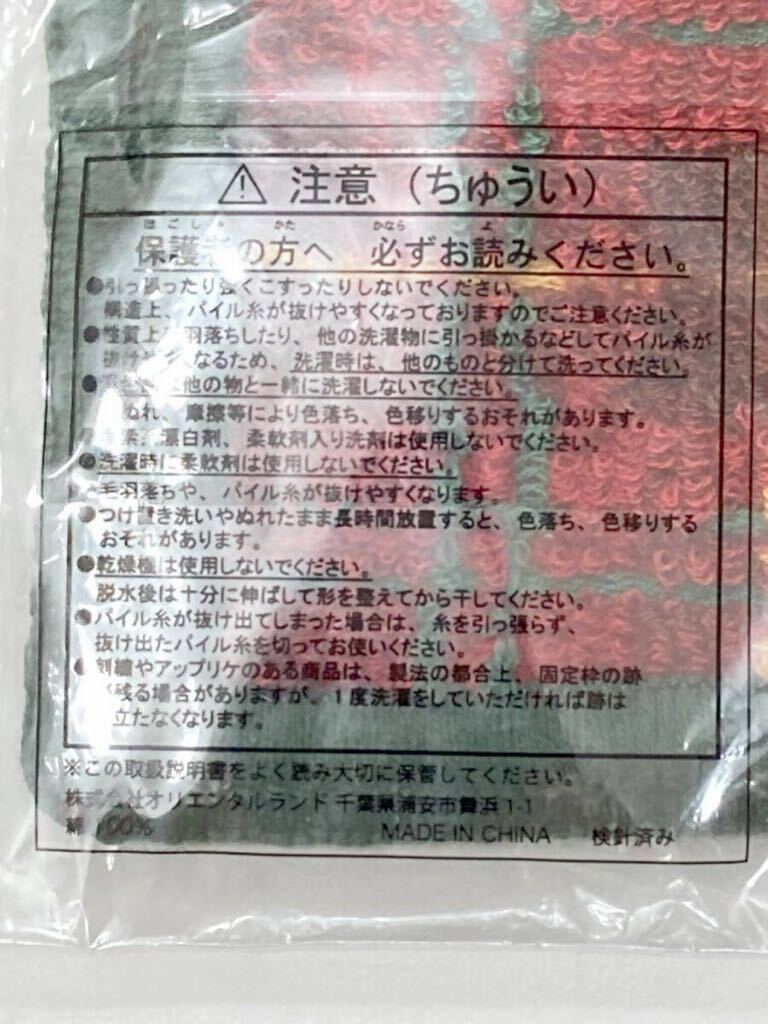 注意（ちゅうい）
ほごしゃ かた かなら よ
保護者の方へ 必ずお読みください。
●引っ張ったり強くこすったりしないでください。
構造上、パイル糸が抜けやすくなっておりますのでご注意ください。
●性質上、羽落ちしたり、他の洗濯物に引っ掛かるなどしてパイル糸が
抜けやすくなるため、洗濯時は、他のものと分けて洗ってください。
他の物と一緒に洗濯しないでください。
ぬれ、摩擦等により色落ち、色移りするおそれがあります。
漂白剤、柔軟剤入り洗剤は使用しないでください。
●洗濯時に柔軟剤は使用しないでください。
毛羽落ちや、パイル糸が抜けやすくなります。
●つけ置き洗いやぬれたまま長時間放置すると、色落ち、色移りする
おそれがあります。
●乾燥機は使用しないでください。
脱水後は十分に伸ばして形を整えてから干してください。
●パイル糸が抜け出てしまった場合は、糸を引っ張らず、
抜け出たパイル糸を切ってお使いください。
●刺繍やアップリケのある商品は、製法の都合上、固定枠の跡
残る場合がありますが、1度洗濯をしていただければ跡は
立たなくなります。
※この取扱説明書をよく読み大切に保管してください。
株式会社オリエンタルランド 千葉県浦安市舞浜1-1
綿 100% MADE IN CHINA 検針済み